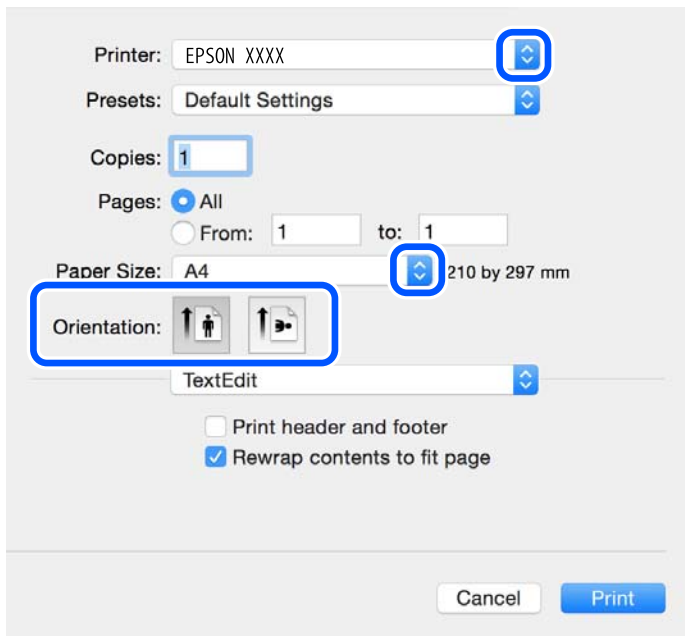 Printer: EPSON XXXX
Presets: Default Settings
Copies: 1
Pages: All
From: 1 to: 1
Paper Size: A4 210 by 297 mm
Orientation:
TextEdit
Print header and footer
Rewrap contents to fit page
Cancel Print